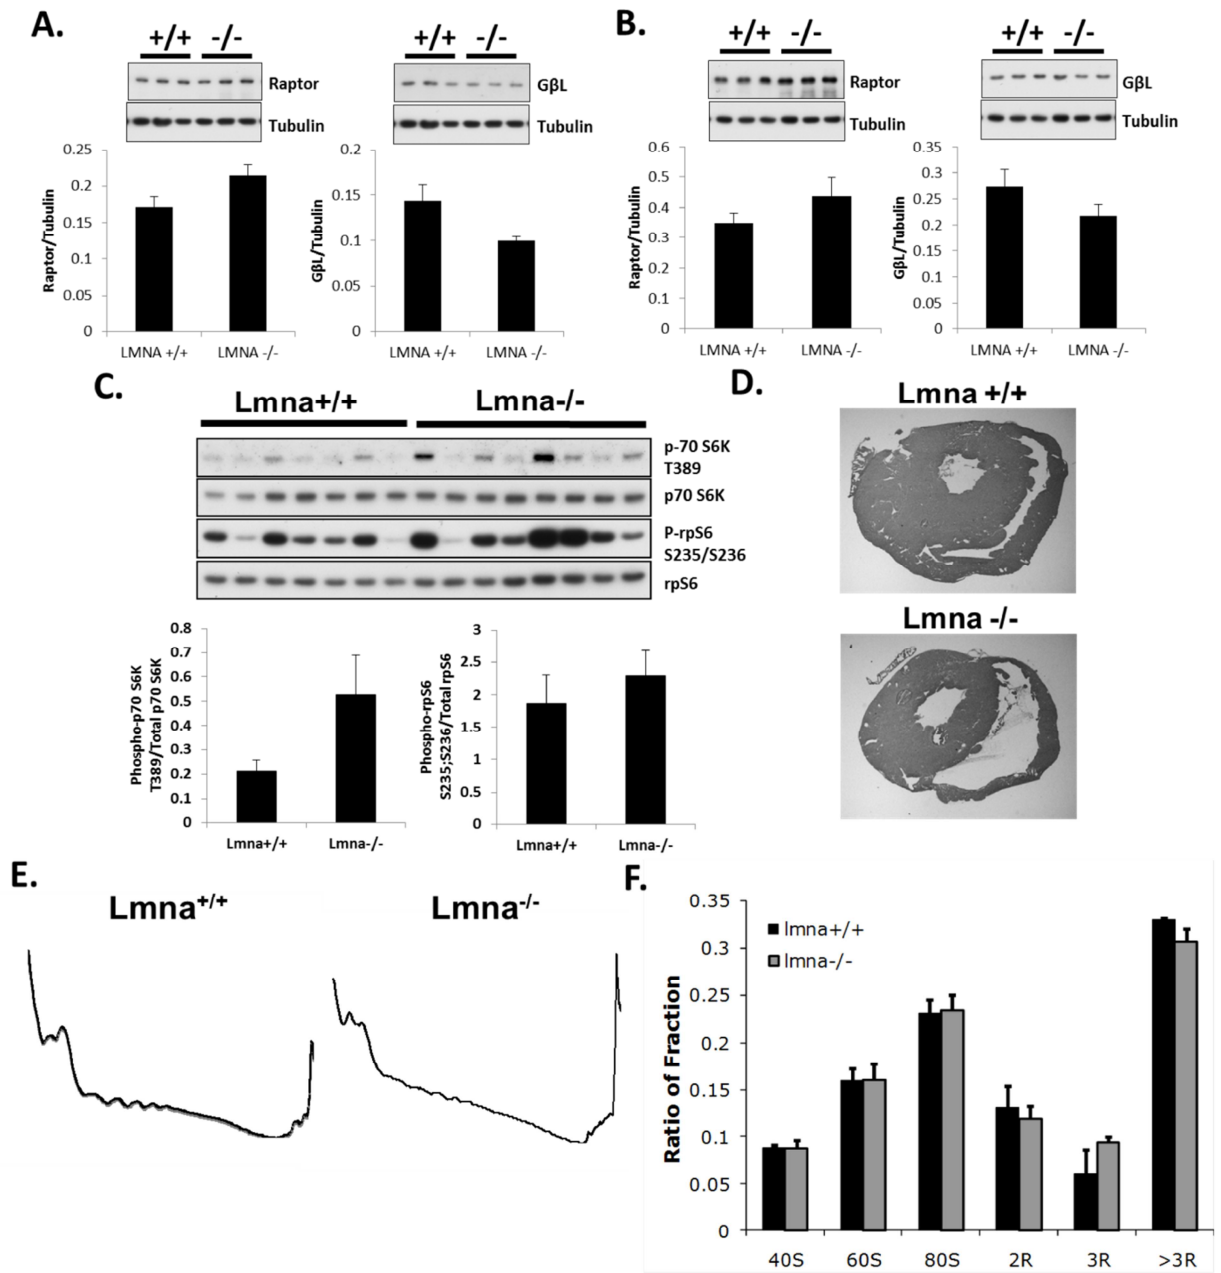 A.
+/+ -/-
Raptor
Tubulin
0.25
0.2
0.15
0.1
0.05
0
Raptor/Tubulin
LMNA +/+ LMNA -/-
+/+ -/-
GβL
Tubulin
0.2
0.15
0.1
0.05
0
GβL/Tubulin
LMNA +/+ LMNA -/-
B.
+/+ -/-
Raptor
Tubulin
0.6
0.5
0.4
0.3
0.2
0.1
0
Raptor/Tubulin
LMNA +/+ LMNA -/-
+/+ -/-
GβL
Tubulin
0.35
0.3
0.25
0.2
0.15
0.1
0.05
0
GβL/Tubulin
LMNA +/+ LMNA -/-
C.
Lmna+/+ Lmna-/-
p-70 S6K
T389
p70 S6K
P-rpS6
S235/S236
rpS6
0.8
0.7
0.6
0.5
0.4
0.3
0.2
0.1
0
Phospho-p70 S6K
T389/Total p70 S6K
Lmna+/+ Lmna-/-
3
2.5
2
1.5
1
0.5
0
Phospho-rpS6
S235;S236/Total rpS6
Lmna+/+ Lmna-/-
D.
Lmna +/+
Lmna -/-
E.
Lmna+/+ Lmna-/-
F.
0.35
0.3
0.25
0.2
0.15
0.1
0.05
0
Ratio of Fraction
lmna+/+
lmna-/-
40S 60S 80S 2R 3R >3R